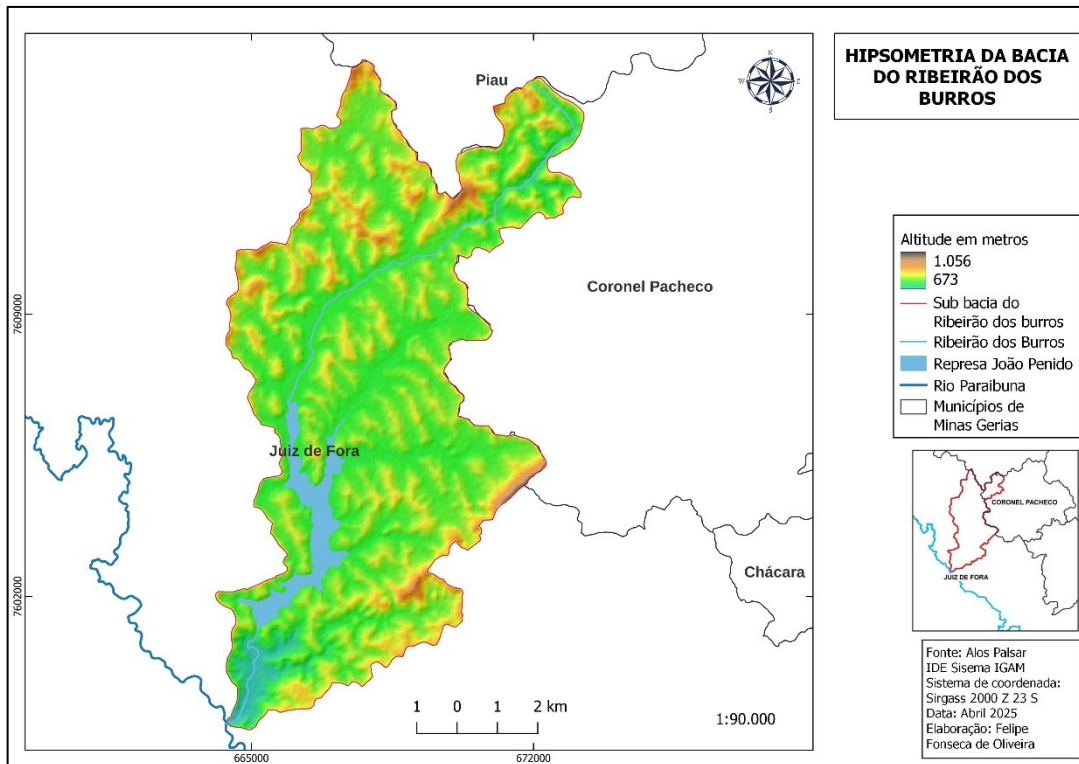 HIPSOMETRIA DA BACIA
DO RIBEIRÃO DOS
BURROS
N
W
E
S
Piau
Coronel Pacheco
Juiz de Fora
Chácara
7609000
7602000
665000
672000
1 0 1 2 km
1:90.000
Altitude em metros
1.056
673
Sub bacia do
Ribeirão dos burros
Ribeirão dos Burros
Represa João Penido
Rio Paraibuna
Municípios de
Minas Gerias
CORONEL PACHECO
JUIZ DE FORA
Fonte: Alos Palsar
IDE Sisema IGAM
Sistema de coordenada:
Sirgass 2000 Z 23 S
Data: Abril 2025
Elaboração: Felipe
Fonseca de Oliveira